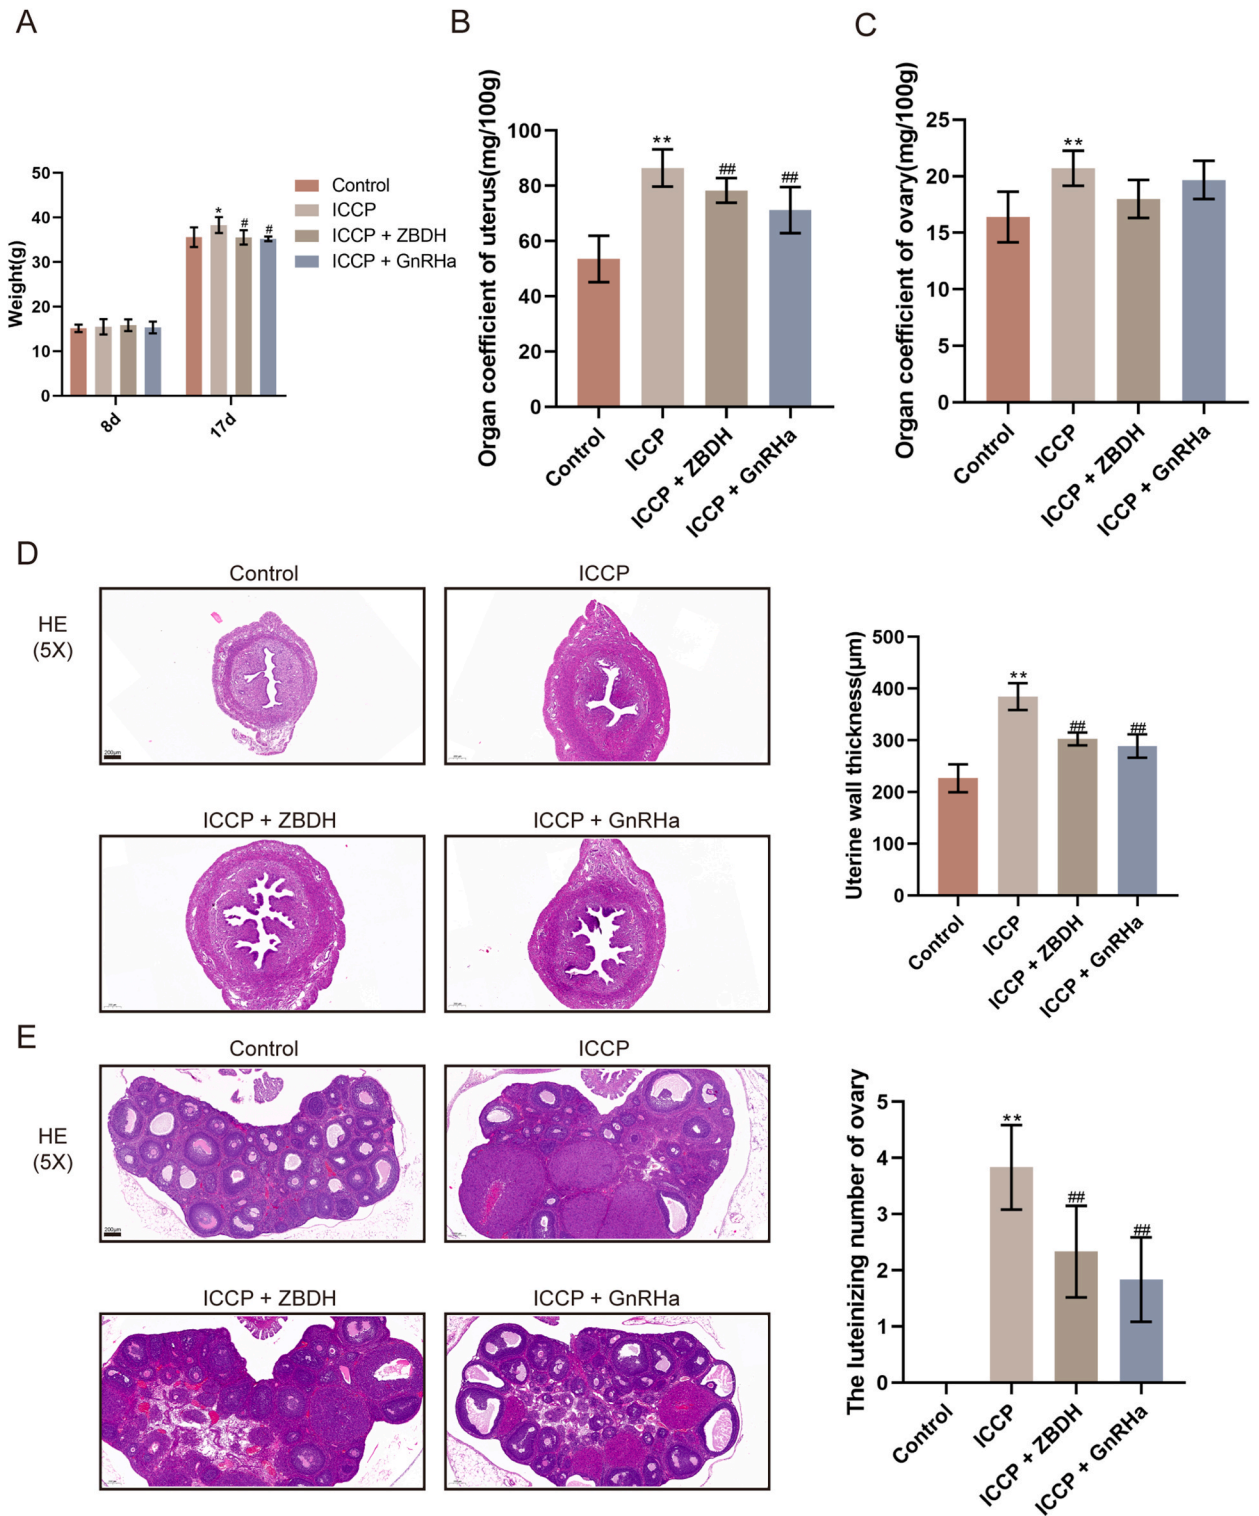 A
B
C
Weight(g)
50
40
30
20
10
0
8d
17d
*
#
#
Control
ICCP
ICCP + ZBDH
ICCP + GnRHa
Organ coefficient of uterus(mg/100g)
100
80
60
40
20
0
**
##
##
Control
ICCP
ICCP + ZBDH
ICCP + GnRHa
Organ coefficient of ovary(mg/100g)
25
20
15
10
5
0
**
Control
ICCP
ICCP + ZBDH
ICCP + GnRHa
D
HE
(5X)
Control
ICCP
200μm
ICCP + ZBDH
ICCP + GnRHa
Uterine wall thickness(μm)
500
400
300
200
100
0
**
##
##
Control
ICCP
ICCP + ZBDH
ICCP + GnRHa
E
HE
(5X)
Control
ICCP
200μm
ICCP + ZBDH
ICCP + GnRHa
The luteinizing number of ovary
5
4
3
2
1
0
**
##
##
Control
ICCP
ICCP + ZBDH
ICCP + GnRHa